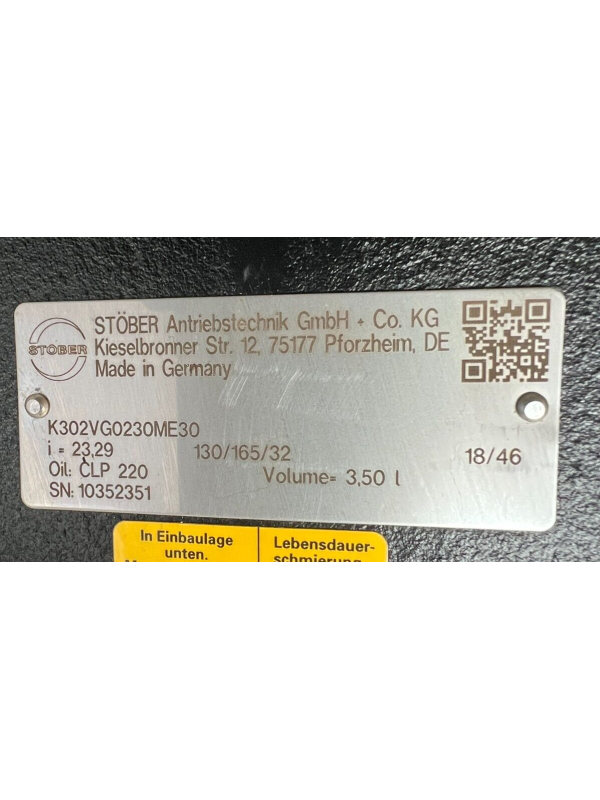 STÖBER
STÖBER Antriebstechnik GmbH + Co. KG
Kieselbronner Str. 12, 75177 Pforzheim, DE
Made in Germany
K302VG0230ME30
i = 23,29 130/165/32 18/46
Oil: CLP 220 Volume= 3,50 l
SN: 10352351
In Einbaulage
unten.
Lebensdauer-
schmierung